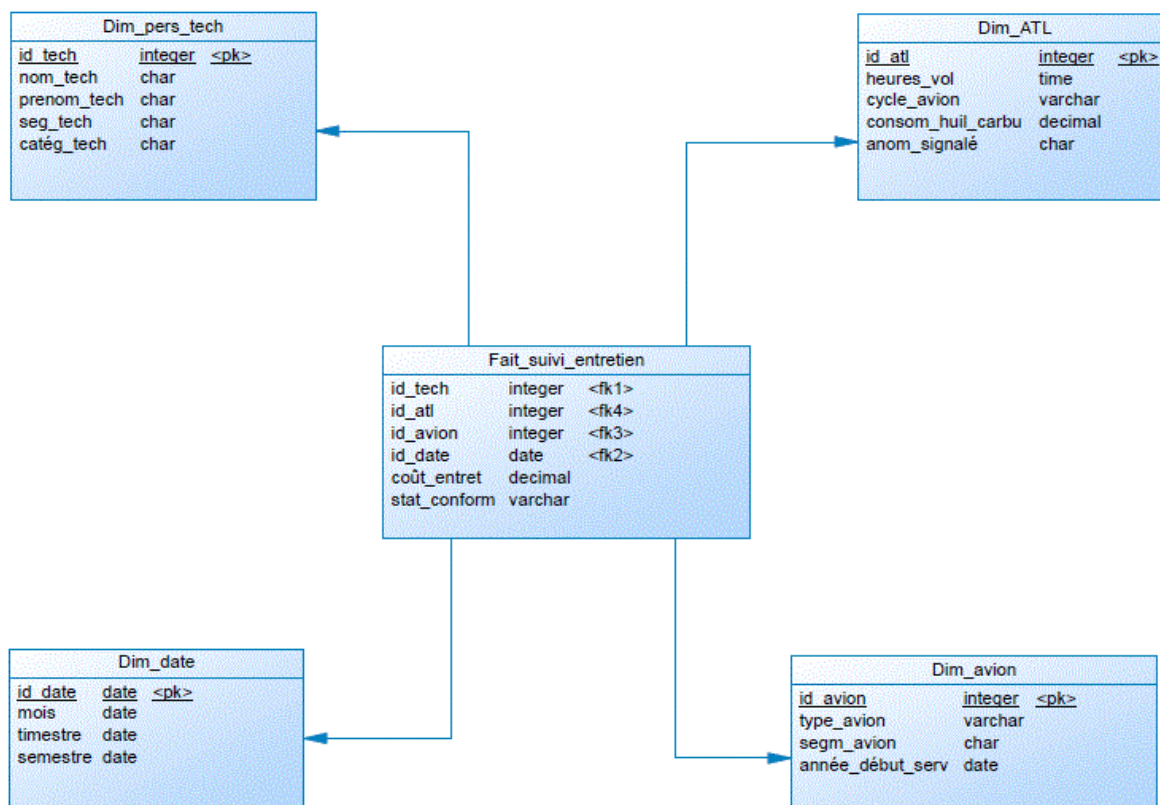 Dim_pers_tech
id_tech integer <pk>
nom_tech char
prenom_tech char
seg_tech char
catég_tech char
Dim_ATL
id_atl integer <pk>
heures_vol time
cycle_avion varchar
consom_huil_carbu decimal
anom_signalé char
Fait_suivi_entretien
id_tech integer <fk1>
id_atl integer <fk4>
id_avion integer <fk3>
id_date date <fk2>
coût_entret decimal
stat_conform varchar
Dim_date
id_date date <pk>
mois date
timestre date
semestre date
Dim_avion
id_avion integer <pk>
type_avion varchar
segm_avion char
année_début_serv date